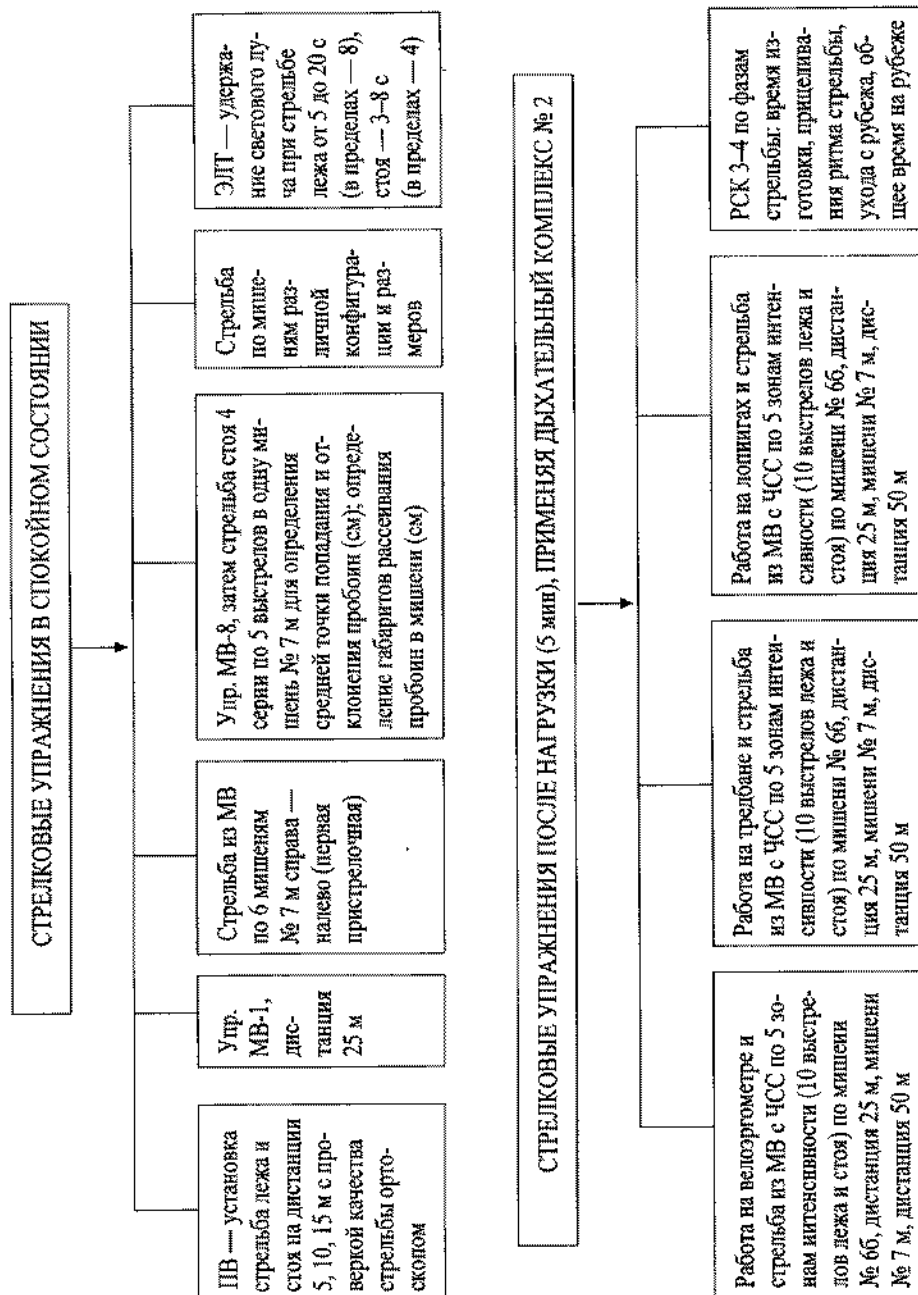 СТРЕЛКОВЫЕ УПРАЖНЕНИЯ В СПОКОЙНОМ СОСТОЯНИИ
ПВ — установка
стрельба лежа и
стоя на дистанции
5, 10, 15 м с про-
веркой качества
стрельбы орто-
скопом
Упр.
МВ-1,
дис-
танция
25 м
Стрельба из МВ
по 6 мишеням
№ 7 м справа —
налево (первая
пристрелочная)
Упр. МВ-8, затем стрельба стоя 4
серии по 5 выстрелов в одну ми-
шень № 7 м для определения
средней точки попадания и от-
клонения пробоин (см); опреде-
ление габаритов рассеивания
пробоин в мишени (см)
Стрельба
по мише-
ням раз-
личной
конфигура-
ции и раз-
меров
ЭЛТ — удержа-
ние светового лу-
ча при стрельбе
лежа от 5 до 20 с
(в пределах — 8),
стоя — 3–8 с
(в пределах — 4)
СТРЕЛКОВЫЕ УПРАЖНЕНИЯ ПОСЛЕ НАГРУЗКИ (5 мин), ПРИМЕНЯЯ ДЫХАТЕЛЬНЫЙ КОМПЛЕКС № 2
Работа на велоэргометре и
стрельба из МВ с ЧСС по 5 зо-
нам интенсивности (10 выстре-
лов лежа и стоя) по мишени
№ 6б, дистанция 25 м, мишени
№ 7 м, дистанция 50 м
Работа на тредбане и стрельба
из МВ с ЧСС по 5 зонам интен-
сивности (10 выстрелов лежа и
стоя) по мишени № 6б, дистан-
ция 25 м, мишени № 7 м, дис-
танция 50 м
Работа на лопингах и стрельба
из МВ с ЧСС по 5 зонам интен-
сивности (10 выстрелов лежа и
стоя) по мишени № 6б, дистан-
ция 25 м, мишени № 7 м, дис-
танция 50 м
РСК 3–4 по фазам
стрельбы: время из-
готовки, прицелива-
ния ритма стрельбы,
ухода с рубежа, об-
щее время на рубеже